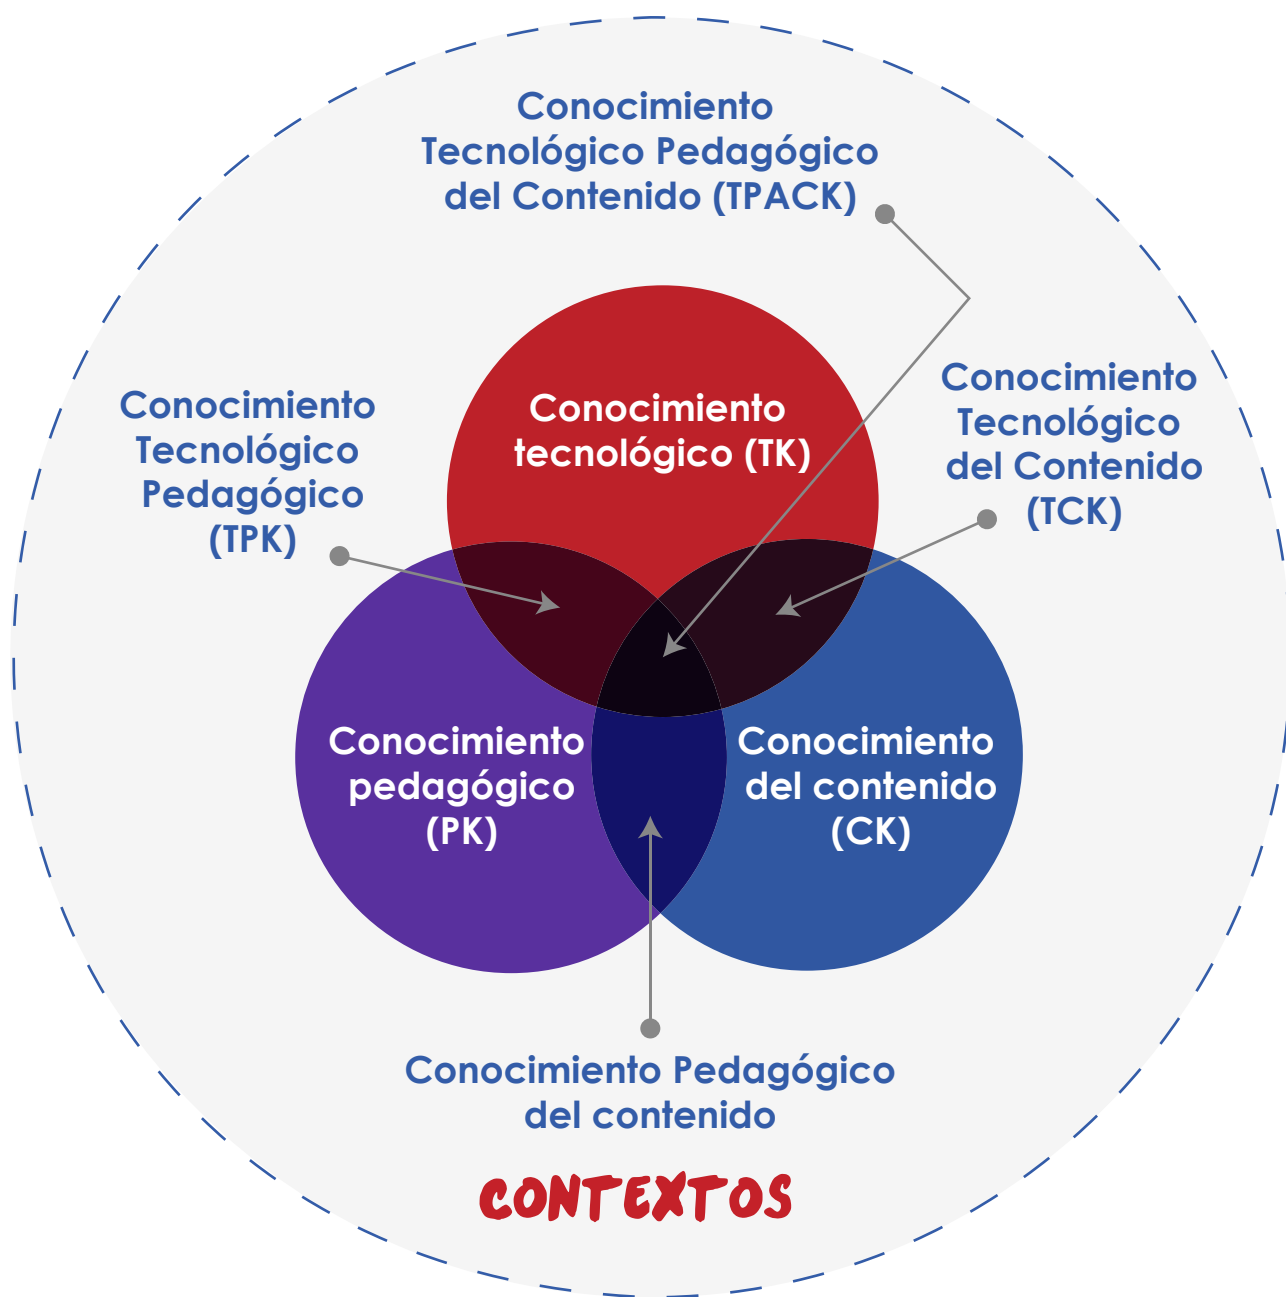 Conocimiento
Tecnológico Pedagógico
del Contenido (TPACK)
Conocimiento
Tecnológico
Pedagógico
(TPK)
Conocimiento
tecnológico (TK)
Conocimiento
Tecnológico
del Contenido
(TCK)
Conocimiento
pedagógico
(PK)
Conocimiento
del contenido
(CK)
Conocimiento Pedagógico
del contenido
CONTEXTOS